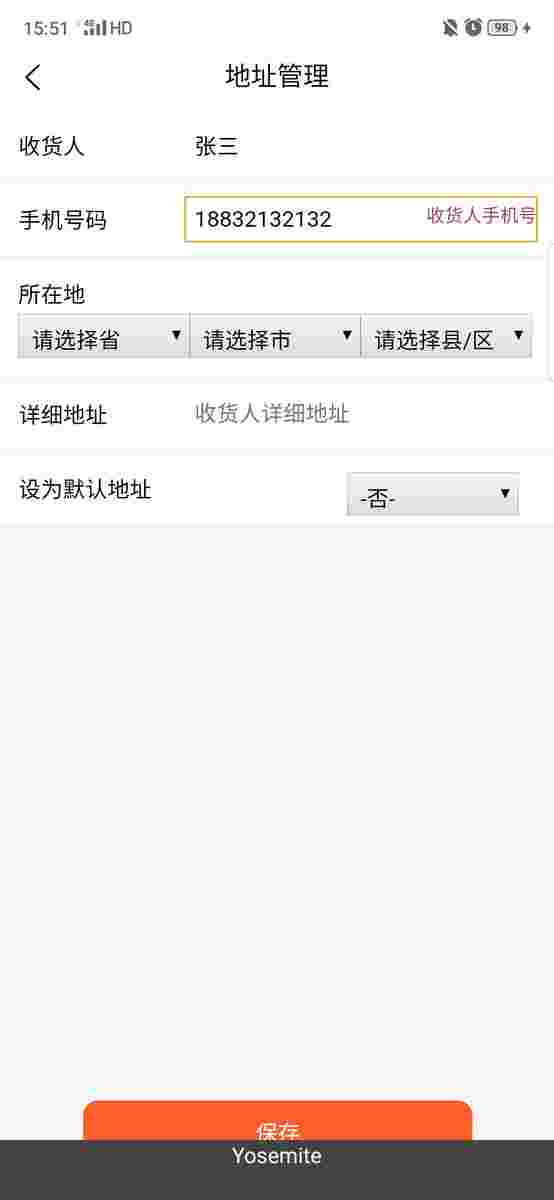 15:51 4G HD 98
地址管理
收货人 张三
手机号码 18832132132 收货人手机号
所在地
请选择省 请选择市 请选择县/区
详细地址 收货人详细地址
设为默认地址 -否-
保存
Yosemite